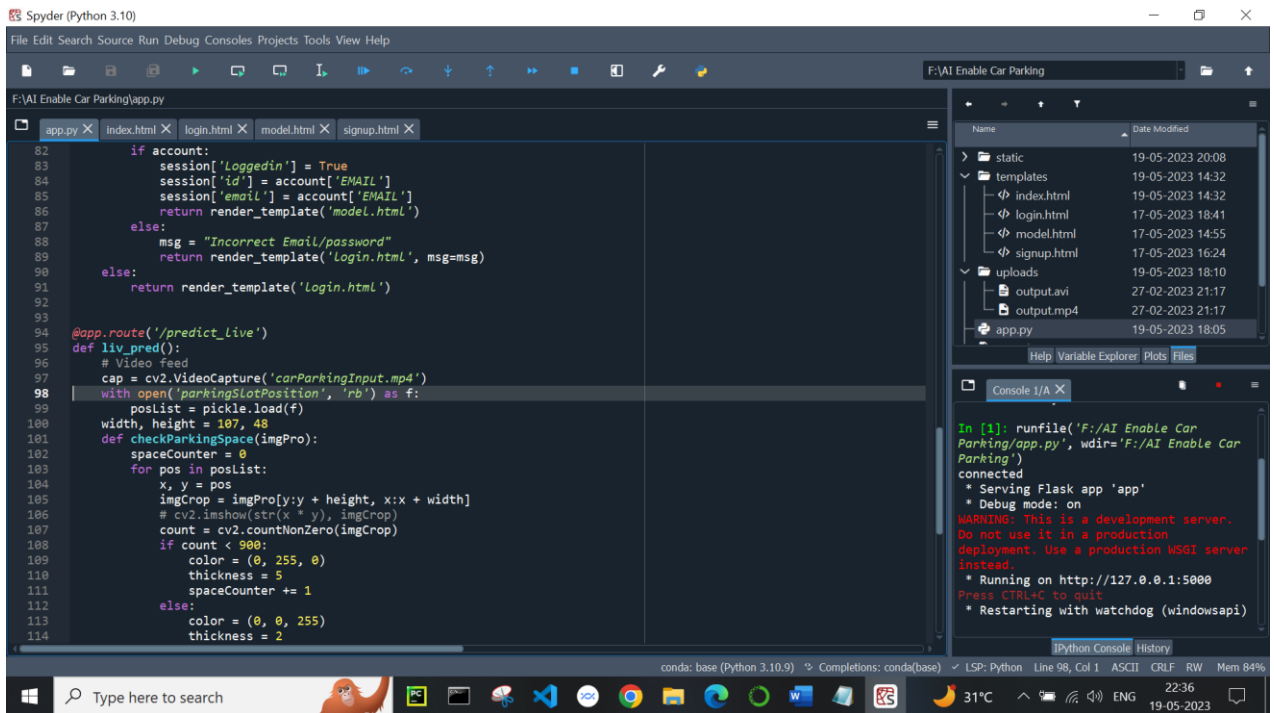 Spyder (Python 3.10)
File Edit Search Source Run Debug Consoles Projects Tools View Help
F:\AI Enable Car Parking
F:\AI Enable Car Parking\app.py
app.py index.html login.html model.html signup.html
82 if account:
83 session['Loggedin'] = True
84 session['id'] = account['EMAIL']
85 session['email'] = account['EMAIL']
86 return render_template('model.html')
87 else:
88 msg = "Incorrect Email/password"
89 return render_template('login.html', msg=msg)
90 else:
91 return render_template('login.html')
92
93
94 @app.route('/predict_live')
95 def liv_pred():
96 # Video feed
97 cap = cv2.VideoCapture('carParkingInput.mp4')
98 with open('parkingSlotPosition', 'rb') as f:
99 posList = pickle.load(f)
100 width, height = 107, 48
101 def checkParkingSpace(imgPro):
102 spaceCounter = 0
103 for pos in posList:
104 x, y = pos
105 imgCrop = imgPro[y:y + height, x:x + width]
106 # cv2.imshow(str(x * y), imgCrop)
107 count = cv2.countNonZero(imgCrop)
108 if count < 900:
109 color = (0, 255, 0)
110 thickness = 5
111 spaceCounter += 1
112 else:
113 color = (0, 0, 255)
114 thickness = 2
Name Date Modified
static 19-05-2023 20:08
templates 19-05-2023 14:32
index.html 19-05-2023 14:32
login.html 17-05-2023 18:41
model.html 17-05-2023 14:55
signup.html 17-05-2023 16:24
uploads 19-05-2023 18:10
output.avi 27-02-2023 21:17
output.mp4 27-02-2023 21:17
app.py 19-05-2023 18:05
Help Variable Explorer Plots Files
Console 1/A
In [1]: runfile('F:/AI Enable Car
Parking/app.py', wdir='F:/AI Enable Car
Parking')
connected
* Serving Flask app 'app'
* Debug mode: on
WARNING: This is a development server.
Do not use it in a production
deployment. Use a production WSGI server
instead.
* Running on http://127.0.0.1:5000
Press CTRL+C to quit
* Restarting with watchdog (windowsapi)
IPython Console History
conda: base (Python 3.10.9) Completions: conda(base) LSP: Python Line 98, Col 1 ASCII CRLF RW Mem 84%
Type here to search
31°C ENG
22:36
19-05-2023